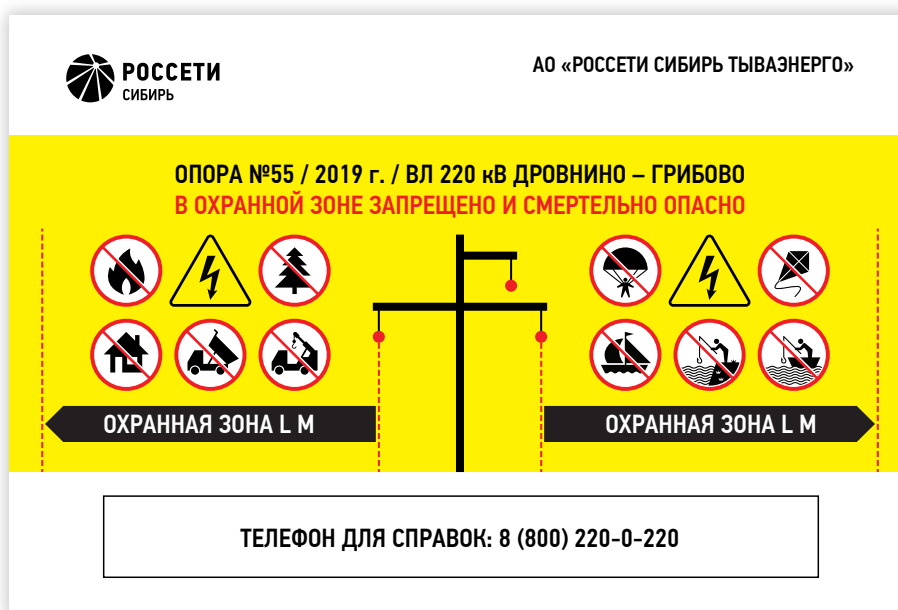 РОССЕТИ
СИБИРЬ
АО «РОССЕТИ СИБИРЬ ТЫВАЭНЕРГО»
ОПОРА №55 / 2019 г. / ВЛ 220 кВ ДРОВНИНО – ГРИБОВО
В ОХРАННОЙ ЗОНЕ ЗАПРЕЩЕНО И СМЕРТЕЛЬНО ОПАСНО
ОХРАННАЯ ЗОНА L М
ОХРАННАЯ ЗОНА L М
ТЕЛЕФОН ДЛЯ СПРАВОК: 8 (800) 220-0-220